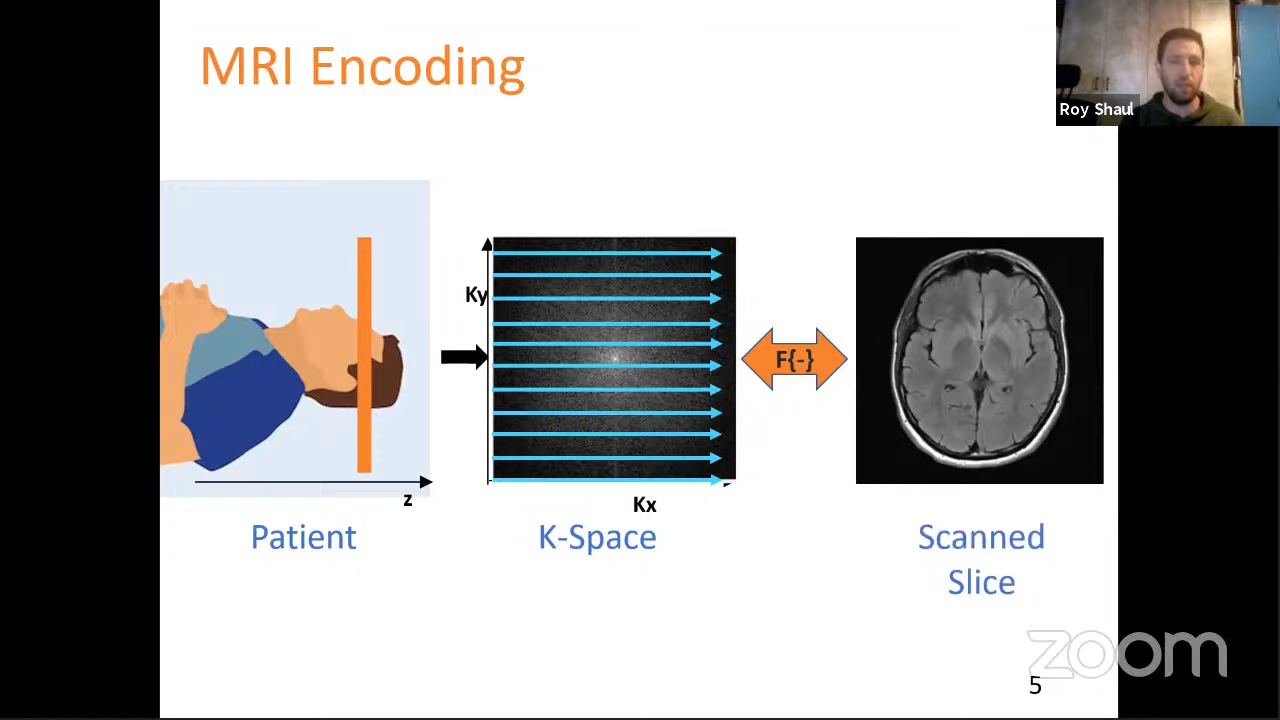 MRI Encoding
Roy Shaul
Ky
F{-}
z
Kx
Patient
K-Space
Scanned
Slice
zoom
5